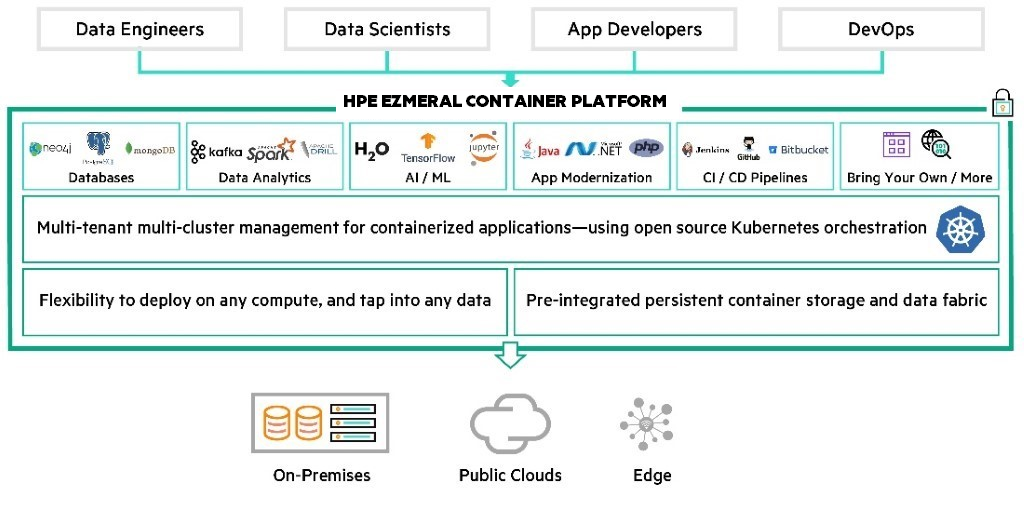 Data Engineers
Data Scientists
App Developers
DevOps
HPE EZMERAL CONTAINER PLATFORM
neo4j
PostgreSQL
mongoDB
kafka
APACHE
Spark
APACHE
DRILL
H2O
TensorFlow
jupyter
Java
Microsoft
.NET
php
Jenkins
GitHub
Bitbucket
101
010
Databases
Data Analytics
AI / ML
App Modernization
CI / CD Pipelines
Bring Your Own / More
Multi-tenant multi-cluster management for containerized applications—using open source Kubernetes orchestration
Flexibility to deploy on any compute, and tap into any data
Pre-integrated persistent container storage and data fabric
On-Premises
Public Clouds
Edge